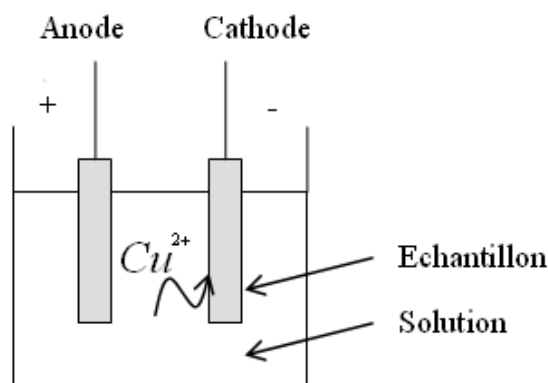 Anode Cathode
+ -
Cu²⁺
Echantillon
Solution